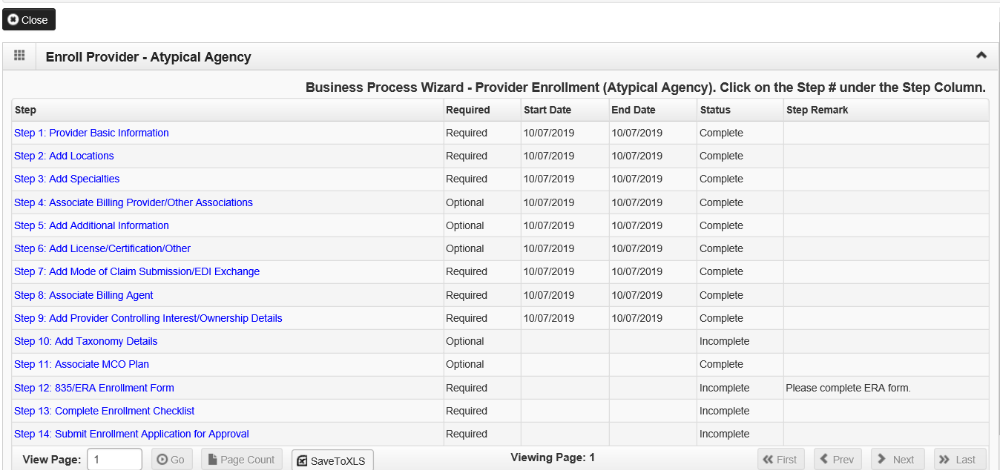 Close
Enroll Provider - Atypical Agency
Business Process Wizard - Provider Enrollment (Atypical Agency). Click on the Step # under the Step Column.
Step Required Start Date End Date Status Step Remark
Step 1: Provider Basic Information Required 10/07/2019 10/07/2019 Complete
Step 2: Add Locations Required 10/07/2019 10/07/2019 Complete
Step 3: Add Specialties Required 10/07/2019 10/07/2019 Complete
Step 4: Associate Billing Provider/Other Associations Optional 10/07/2019 10/07/2019 Complete
Step 5: Add Additional Information Optional 10/07/2019 10/07/2019 Complete
Step 6: Add License/Certification/Other Optional 10/07/2019 10/07/2019 Complete
Step 7: Add Mode of Claim Submission/EDI Exchange Required 10/07/2019 10/07/2019 Complete
Step 8: Associate Billing Agent Required 10/07/2019 10/07/2019 Complete
Step 9: Add Provider Controlling Interest/Ownership Details Required 10/07/2019 10/07/2019 Complete
Step 10: Add Taxonomy Details Optional Incomplete
Step 11: Associate MCO Plan Optional Complete
Step 12: 835/ERA Enrollment Form Required Incomplete Please complete ERA form.
Step 13: Complete Enrollment Checklist Required Incomplete
Step 14: Submit Enrollment Application for Approval Required Incomplete
View Page: 1 Go Page Count SaveToXLS Viewing Page: 1 First Prev Next Last